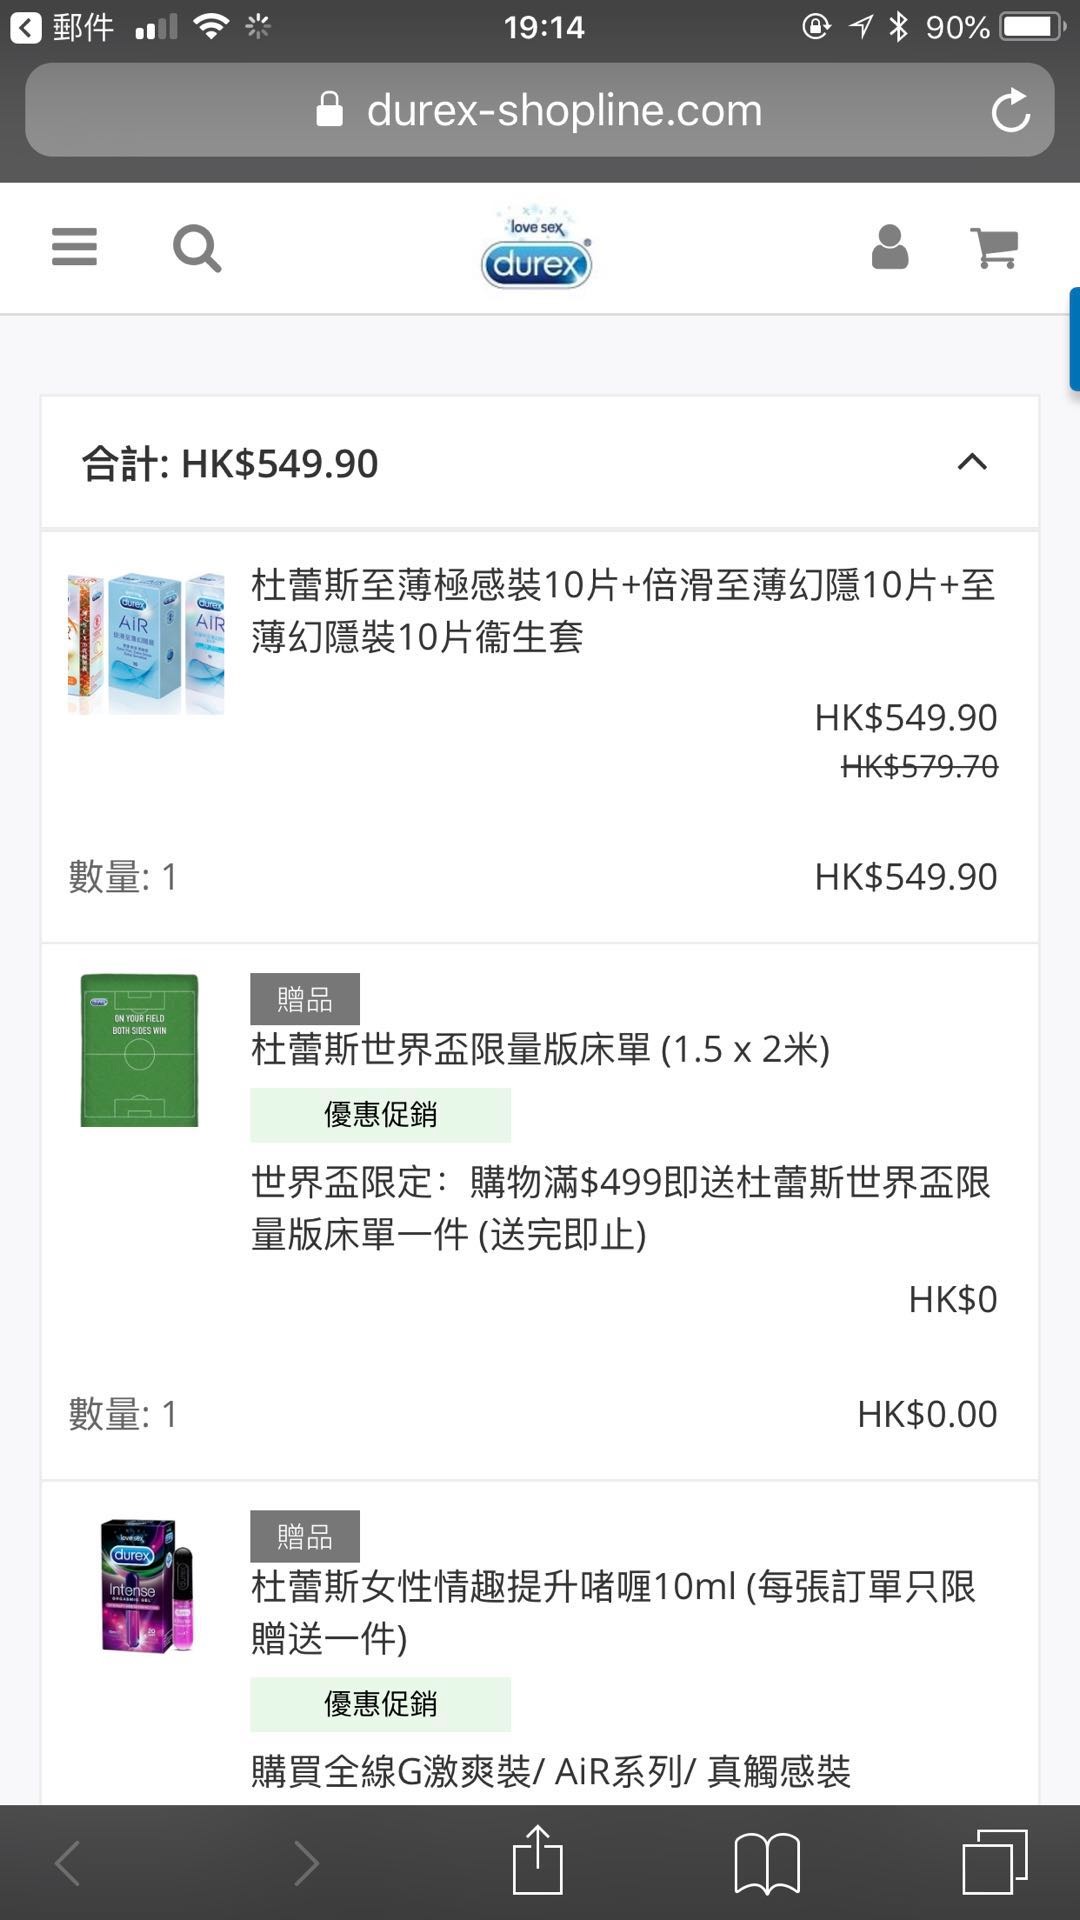 郵件
19:14
90%
durex-shopline.com
love sex
durex
合計: HK$549.90
durex
AiR
durex
AiR
杜蕾斯至薄極感裝10片+倍滑至薄幻隱10片+至
薄幻隱裝10片衞生套
HK$549.90
HK$579.70
數量: 1
HK$549.90
durex
ON YOUR FIELD
BOTH SIDES WIN
贈品
杜蕾斯世界盃限量版床單 (1.5 x 2米)
優惠促銷
世界盃限定：購物滿$499即送杜蕾斯世界盃限
量版床單一件 (送完即止)
HK$0
數量: 1
HK$0.00
love sex
durex
Intense
ORGASMIC GEL
贈品
杜蕾斯女性情趣提升啫喱10ml (每張訂單只限
贈送一件)
優惠促銷
購買全線G激爽裝/ AiR系列/ 真觸感裝